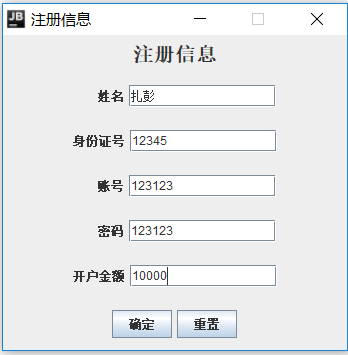 JB 注册信息
注册信息
姓名 扎彭
身份证号 12345
账号 123123
密码 123123
开户金额 10000
确定 重置